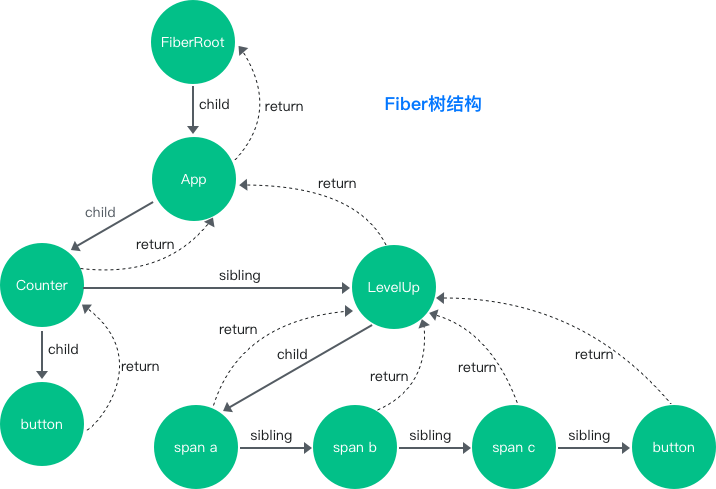 FiberRoot
child
return
Fiber树结构
App
return
child
return
Counter
sibling
LevelUp
child
return
return
child
return
return
return
button
span a
sibling
span b
sibling
span c
sibling
button